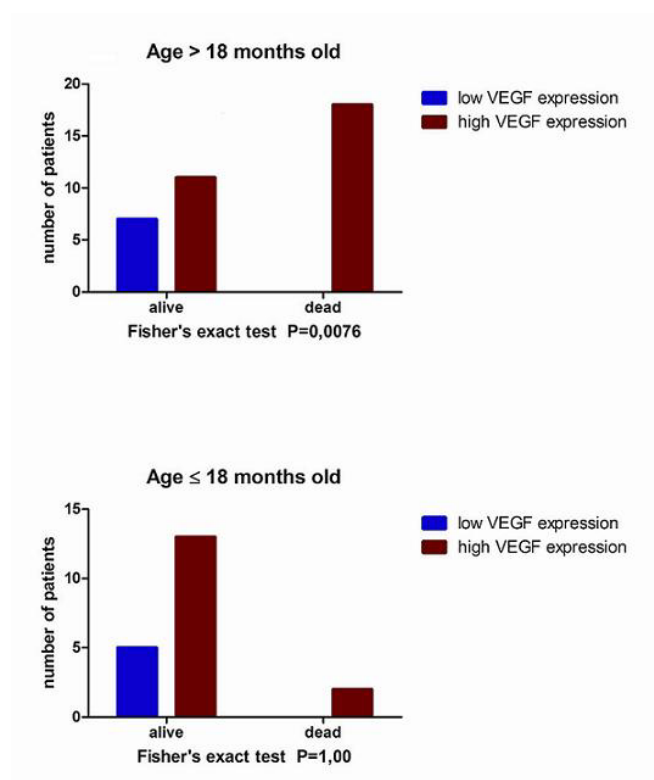 Age > 18 months old
20
15
10
5
0
number of patients
alive
dead
Fisher's exact test P=0,0076
low VEGF expression
high VEGF expression
Age ≤ 18 months old
15
10
5
0
number of patients
alive
dead
Fisher's exact test P=1,00
low VEGF expression
high VEGF expression